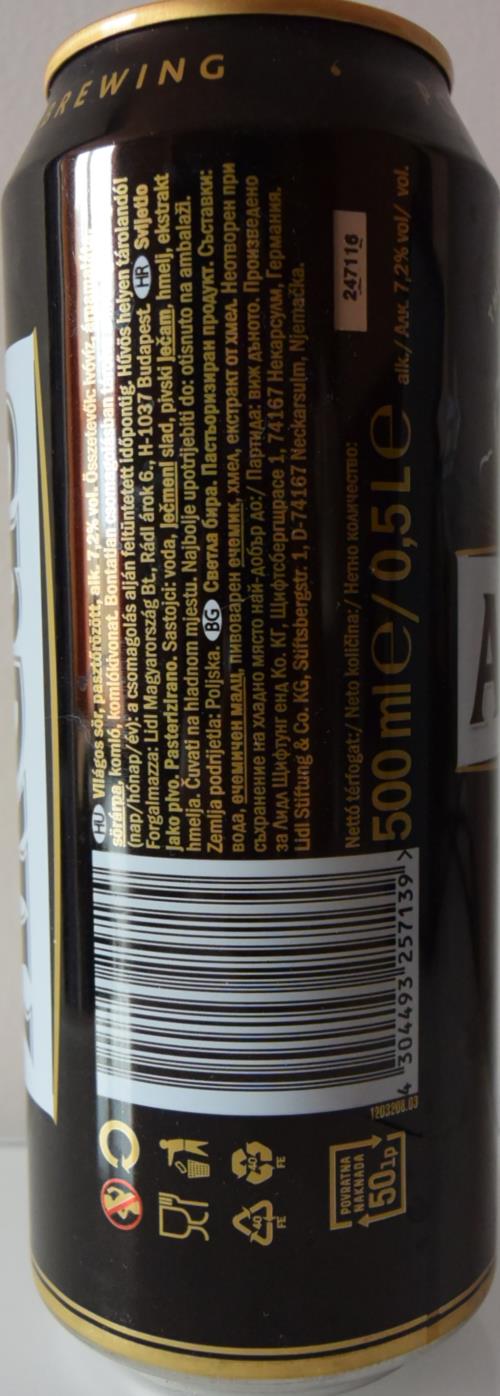 BREWING
HU Világos sör, pasztőrözött, alk. 7,2% vol. Összetevők: ivóvíz,
sörárpa, komló, komlókivonat. Bontatlan csomagolásban
(nap/hónap/év): a csomagolás alján feltüntetett időpontig. Hűvös helyen tárolandó!
Forgalmazza: Lidl Magyarország Bt., Rádl árok 6., H-1037 Budapest. HR Svijetlo
jako pivo. Pasterizirano. Sastojci: voda, ječmeni slad, pivski ječam, hmelj, ekstrakt
hmelja. Čuvati na hladnom mjestu. Najbolje upotrijebiti do: otisnuto na ambalaži.
Zemlja podrijetla: Poljska. BG Светла бира. Пастьоризиран продукт. Съставки:
вода, ечемичен малц, пивоварен ечемик, хмел, екстракт от хмел. Неотворен при
съхранение на хладно място най-добър до:/ Партида: виж дъното. Произведено
за Лидл Щифтунг енд Ко. КГ, Щифтсбергщрасе 1, 74167 Некарсулм, Германия.
Lidl Stiftung & Co. KG, Stiftsbergstr. 1, D-74167 Neckarsulm, Njemačka.
247116
Nettó térfogat:/ Neto količina:/ Нетно количество:
500 ml e/ 0,5 L e alk./ Алк. 7,2% vol/ vol.
4 304493 257139 >
1203208.03
40
FE
40
FE
POVRATNA
NAKNADA
50 lp
A